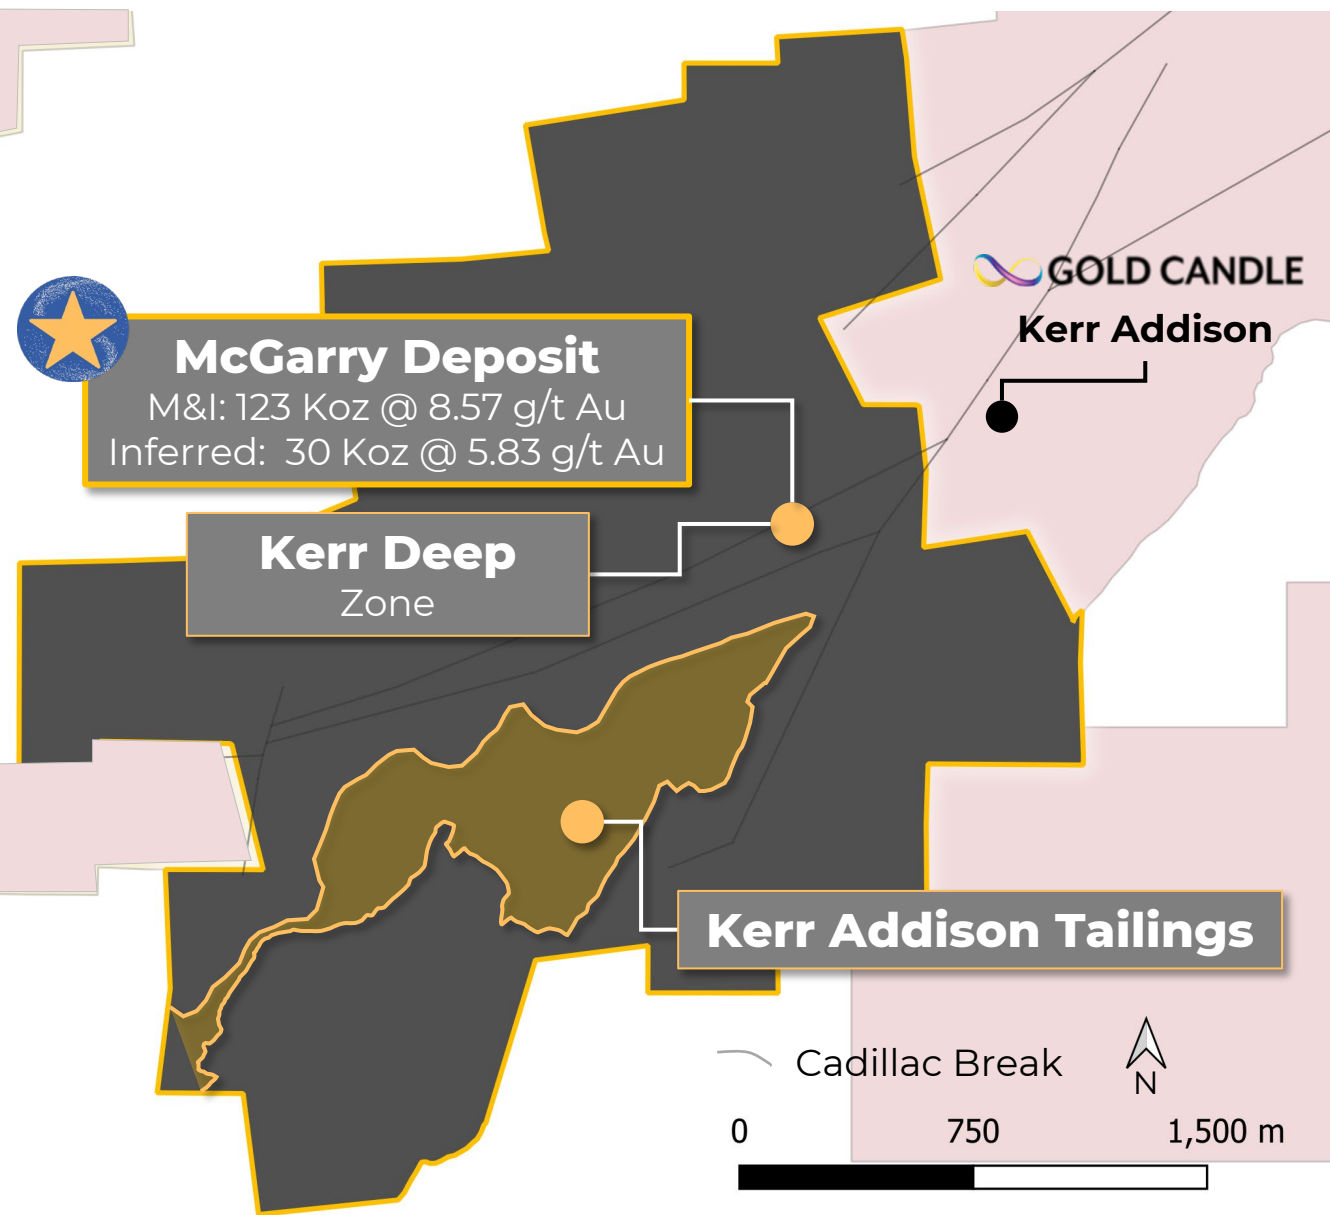 GOLD CANDLE
Kerr Addison
McGarry Deposit
M&I: 123 Koz @ 8.57 g/t Au
Inferred: 30 Koz @ 5.83 g/t Au
Kerr Deep
Zone
Kerr Addison Tailings
Cadillac Break
N
0 750 1,500 m